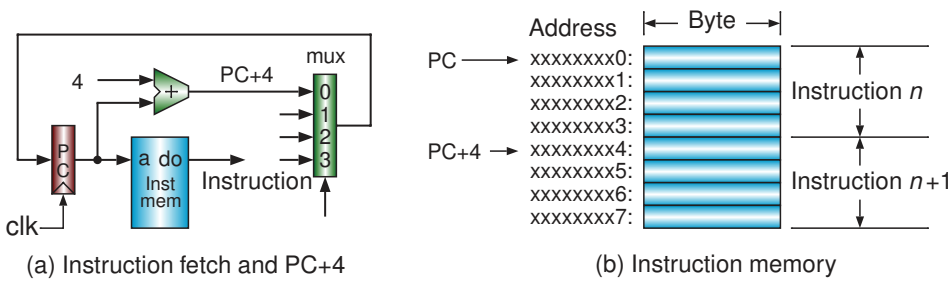 4
PC+4
mux
0
1
2
3
+
PC
a do
Inst
mem
Instruction
clk
(a) Instruction fetch and PC+4
Address
Byte
PC
xxxxxxxx0:
xxxxxxxx1:
xxxxxxxx2:
xxxxxxxx3:
PC+4
xxxxxxxx4:
xxxxxxxx5:
xxxxxxxx6:
xxxxxxxx7:
Instruction n
Instruction n+1
(b) Instruction memory